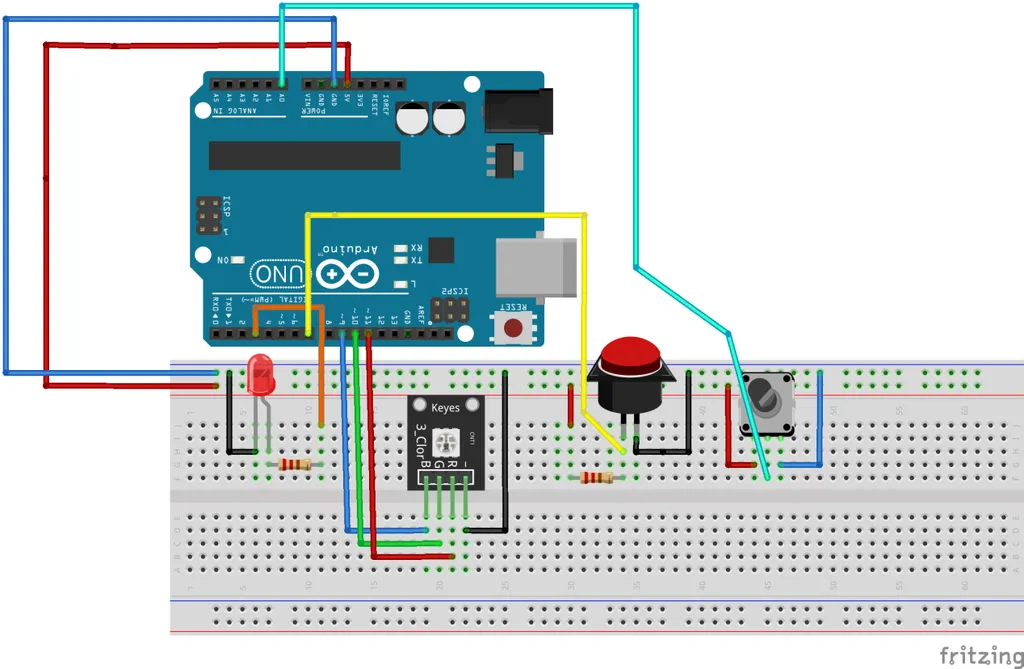 A5
A4
A3
A2
A1
A0
VIN
GND
GND
5V
3V3
RESET
IOREF
ANALOG IN
POWER
ICSP
1
ON
UNO
Arduino
RX
TX
L
ICSP2
RESET
RX0
TX0
0
1
2
4
~5
~6
8
~9
~10
~11
12
13
GND
AREF
DIGITAL (PWM=~)
Keyes
3_Clor
CNT1
B G R -
1 5 10 15 20 25 30 35 40 45 50 55 60
fritzing